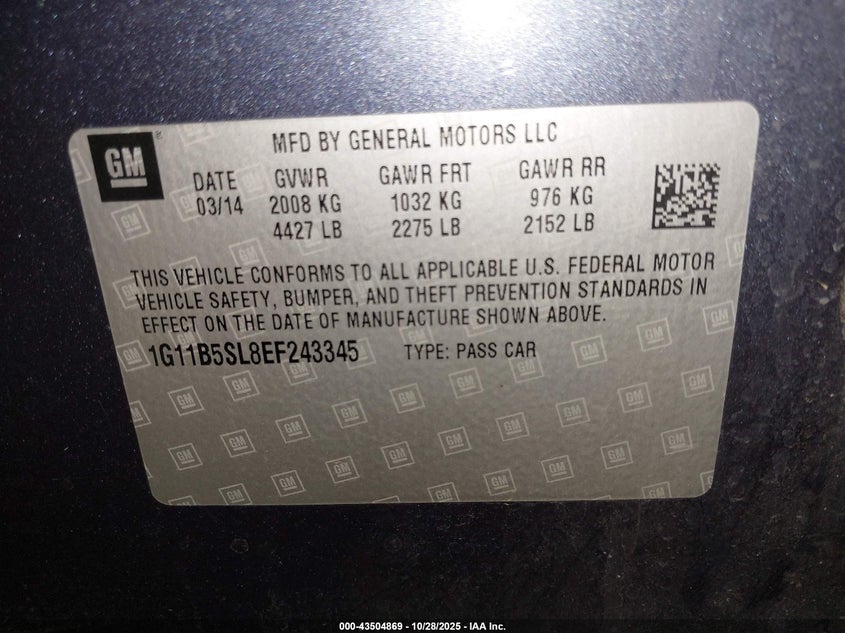 GM
MFD BY GENERAL MOTORS LLC
DATE GVWR GAWR FRT GAWR RR
03/14 2008 KG 1032 KG 976 KG
4427 LB 2275 LB 2152 LB
THIS VEHICLE CONFORMS TO ALL APPLICABLE U.S. FEDERAL MOTOR
VEHICLE SAFETY, BUMPER, AND THEFT PREVENTION STANDARDS IN
EFFECT ON THE DATE OF MANUFACTURE SHOWN ABOVE.
1G11B5SL8EF243345 TYPE: PASS CAR
000-43504869 - 10/28/2025 - IAA Inc.